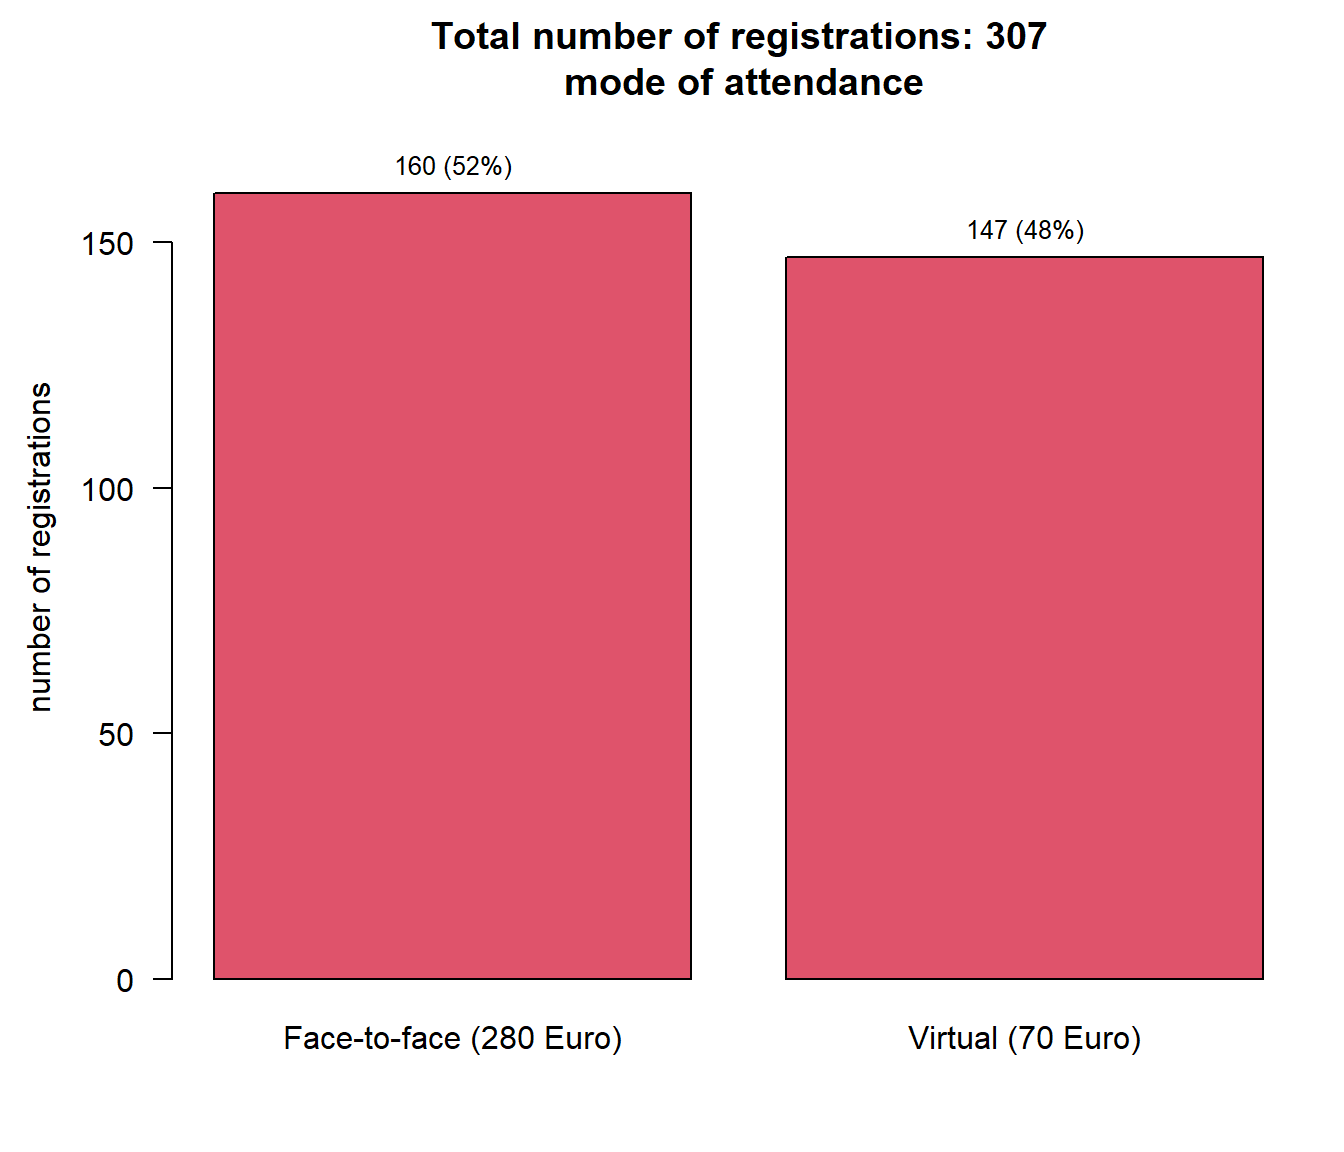 Total number of registrations: 307
mode of attendance
160 (52%)
147 (48%)
150
100
50
0
number of registrations
Face-to-face (280 Euro)
Virtual (70 Euro)